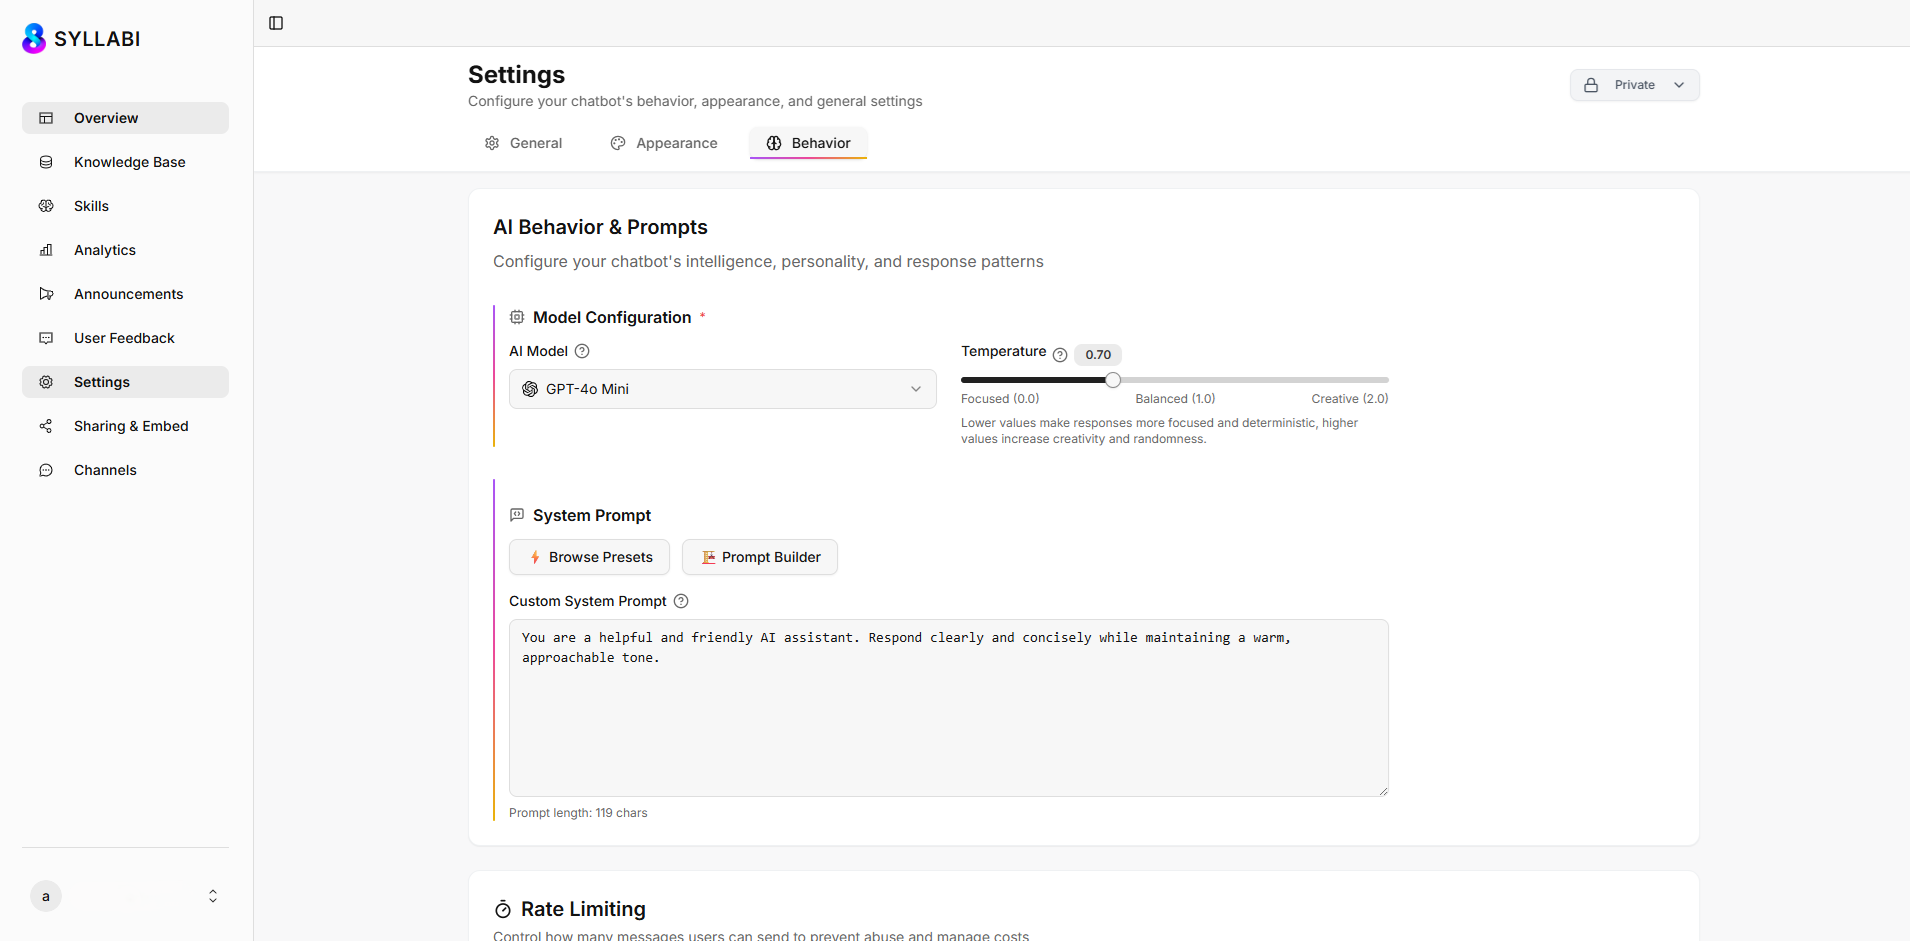 SYLLABI
Overview
Knowledge Base
Skills
Analytics
Announcements
User Feedback
Settings
Sharing & Embed
Channels
a
Settings
Configure your chatbot's behavior, appearance, and general settings
Private
General
Appearance
Behavior
AI Behavior & Prompts
Configure your chatbot's intelligence, personality, and response patterns
Model Configuration *
AI Model
GPT-4o Mini
Temperature 0.70
Focused (0.0) Balanced (1.0) Creative (2.0)
Lower values make responses more focused and deterministic, higher
values increase creativity and randomness.
System Prompt
Browse Presets
Prompt Builder
Custom System Prompt
You are a helpful and friendly AI assistant. Respond clearly and concisely while maintaining a warm,
approachable tone.
Prompt length: 119 chars
Rate Limiting
Control how many messages users can send to prevent abuse and manage costs